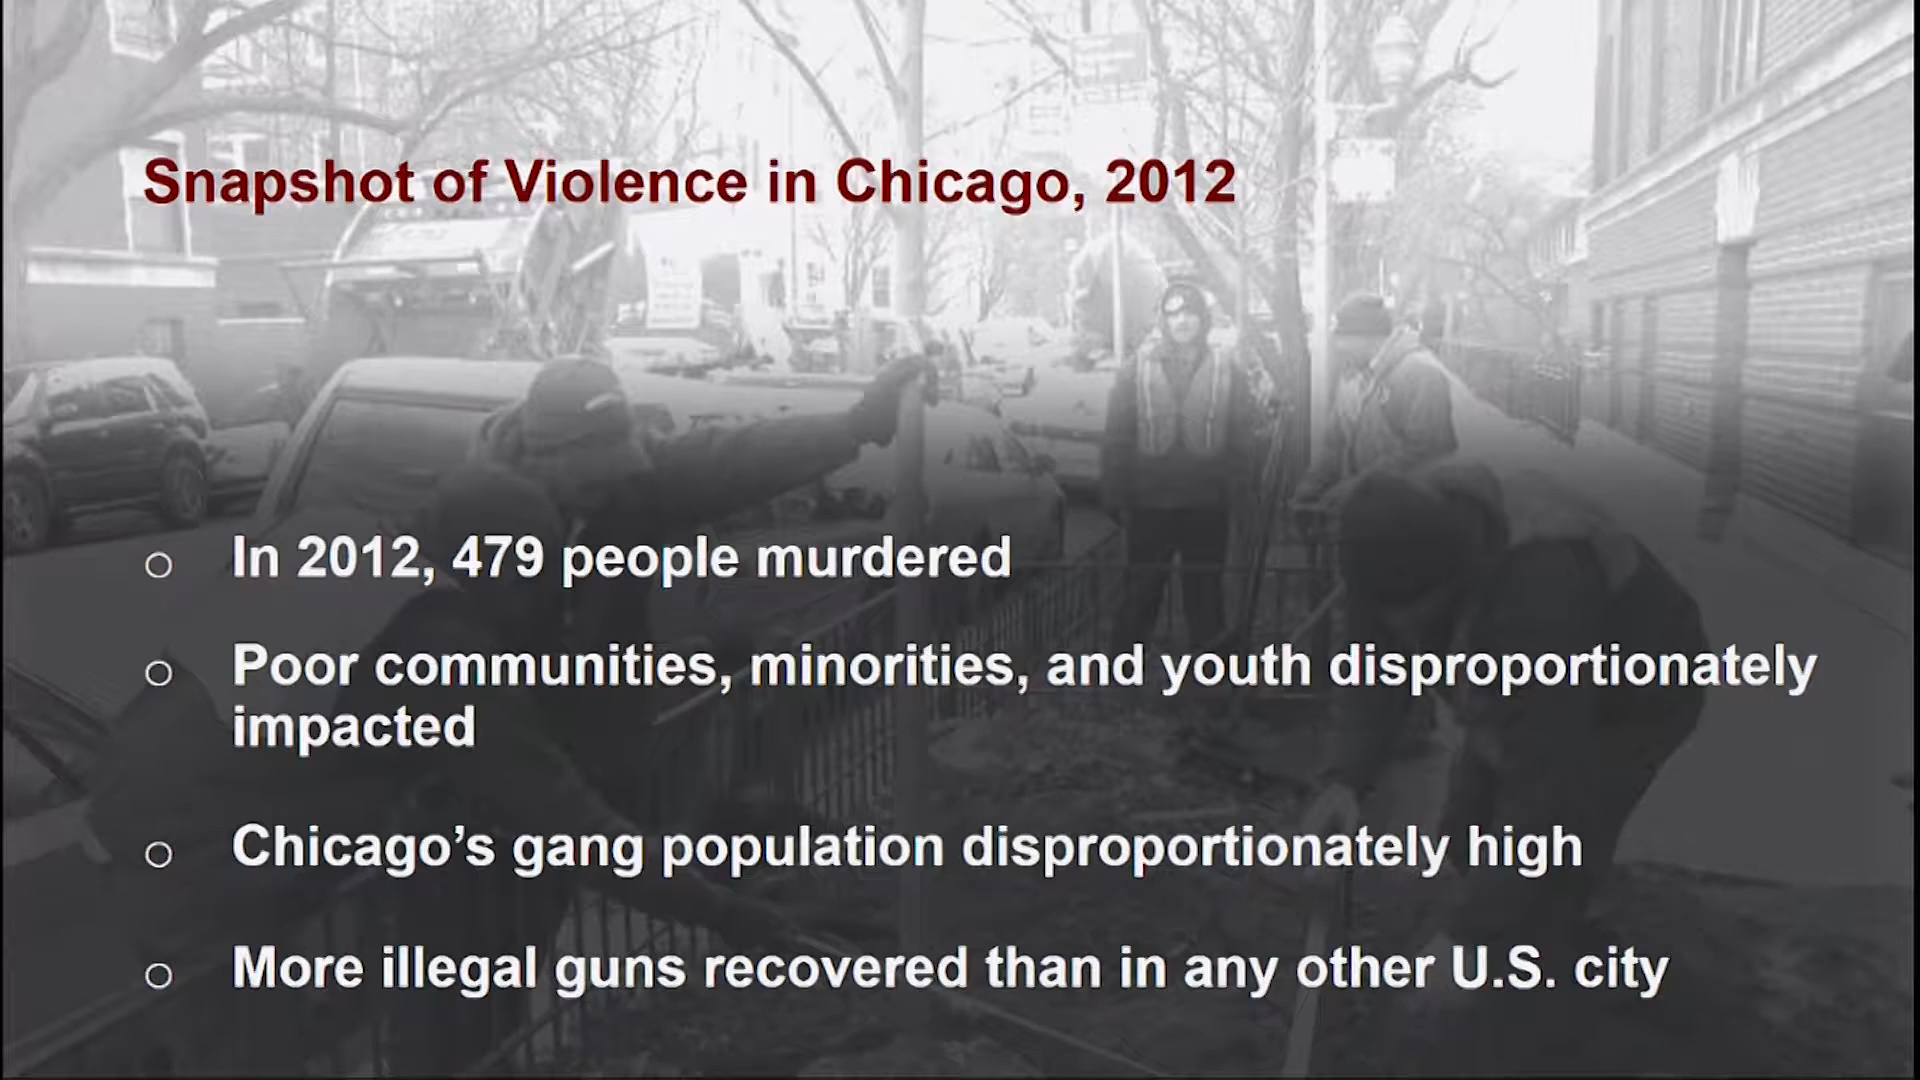 Snapshot of Violence in Chicago, 2012
In 2012, 479 people murdered
Poor communities, minorities, and youth disproportionately
impacted
Chicago’s gang population disproportionately high
More illegal guns recovered than in any other U.S. city